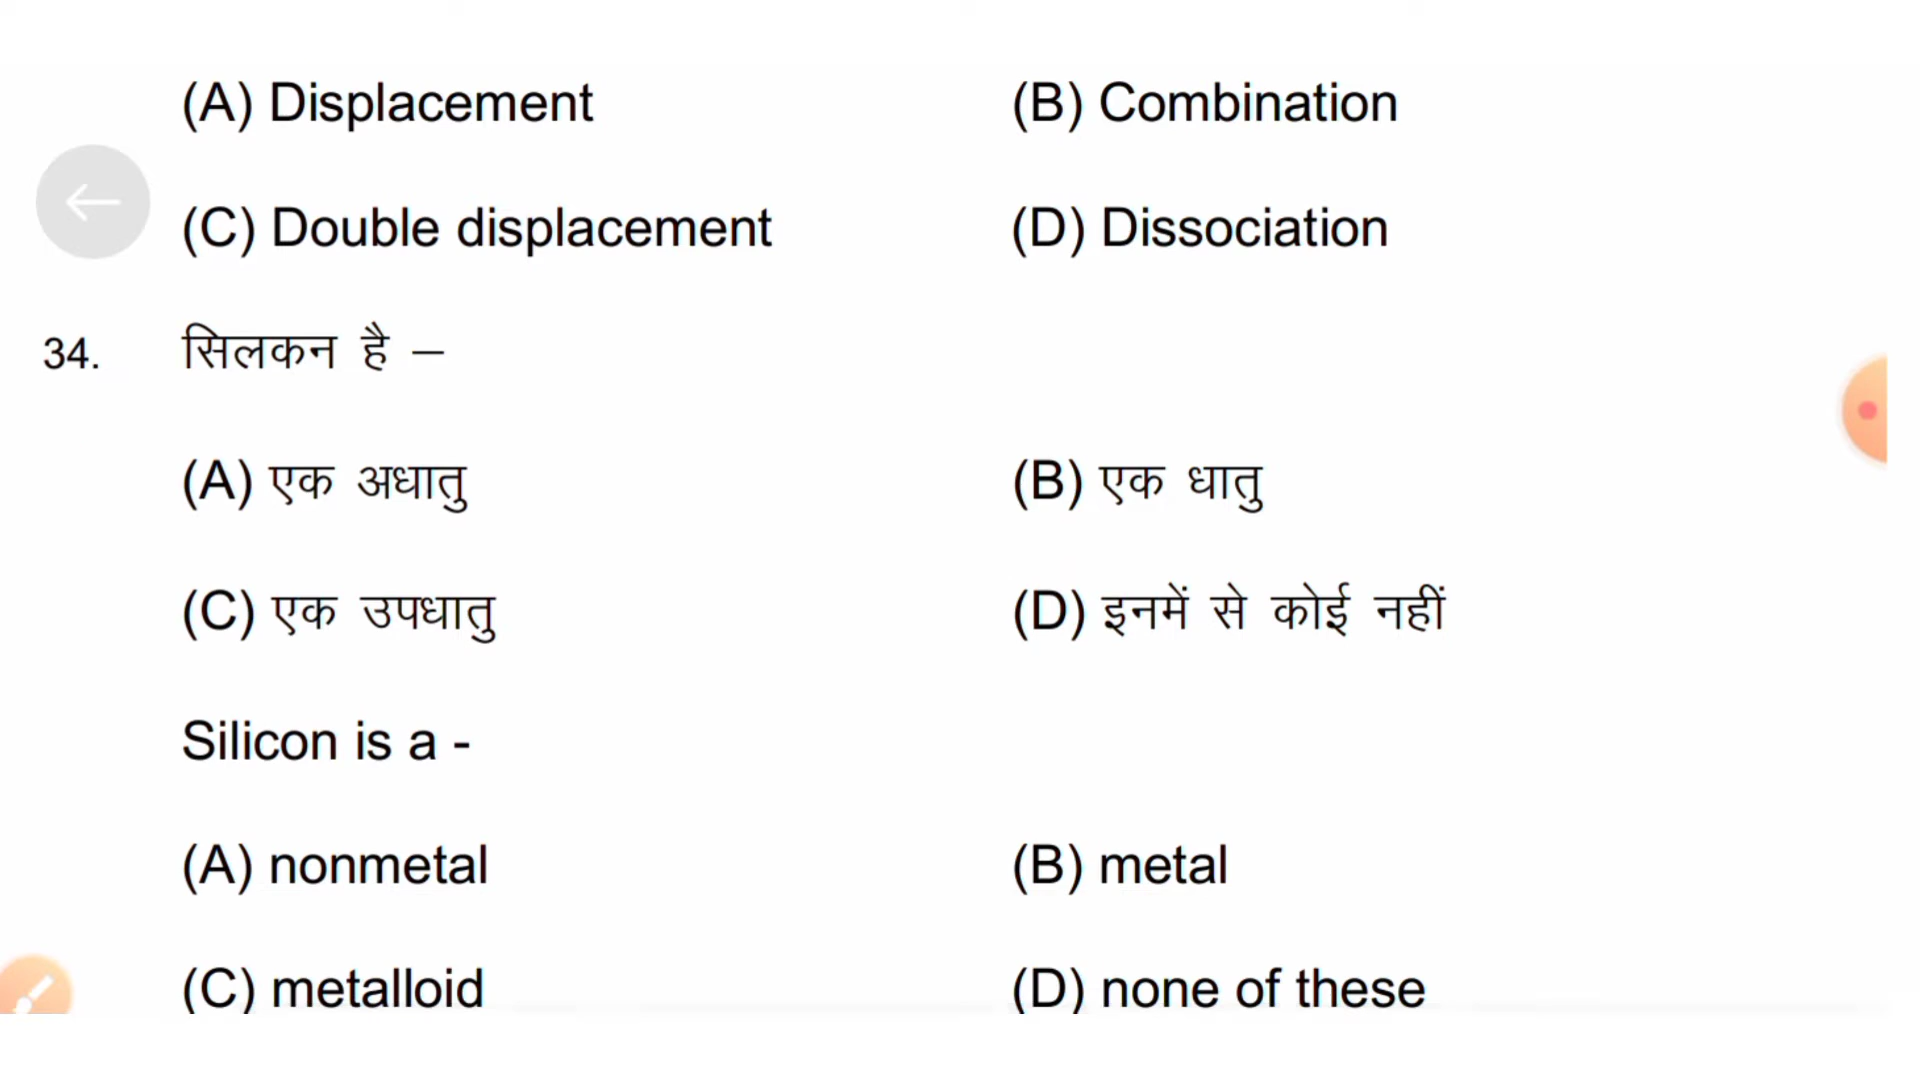 (A) Displacement (B) Combination
(C) Double displacement (D) Dissociation
34. सिलकन है –
(A) एक अधातु (B) एक धातु
(C) एक उपधातु (D) इनमें से कोई नहीं
Silicon is a -
(A) nonmetal (B) metal
(C) metalloid (D) none of these